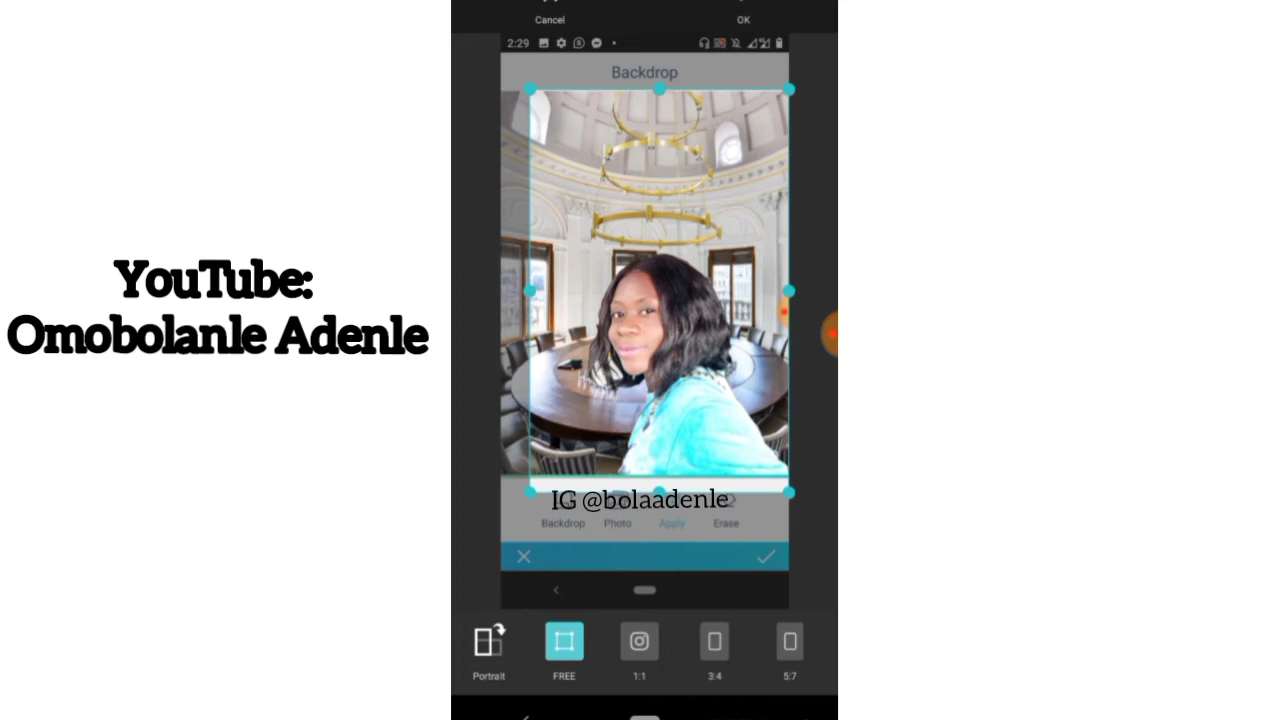 Cancel OK
2:29
Backdrop
YouTube:
Omobolanle Adenle
IG @bolaadenle
Backdrop Photo Apply Erase
Portrait FREE 1:1 3:4 5:7